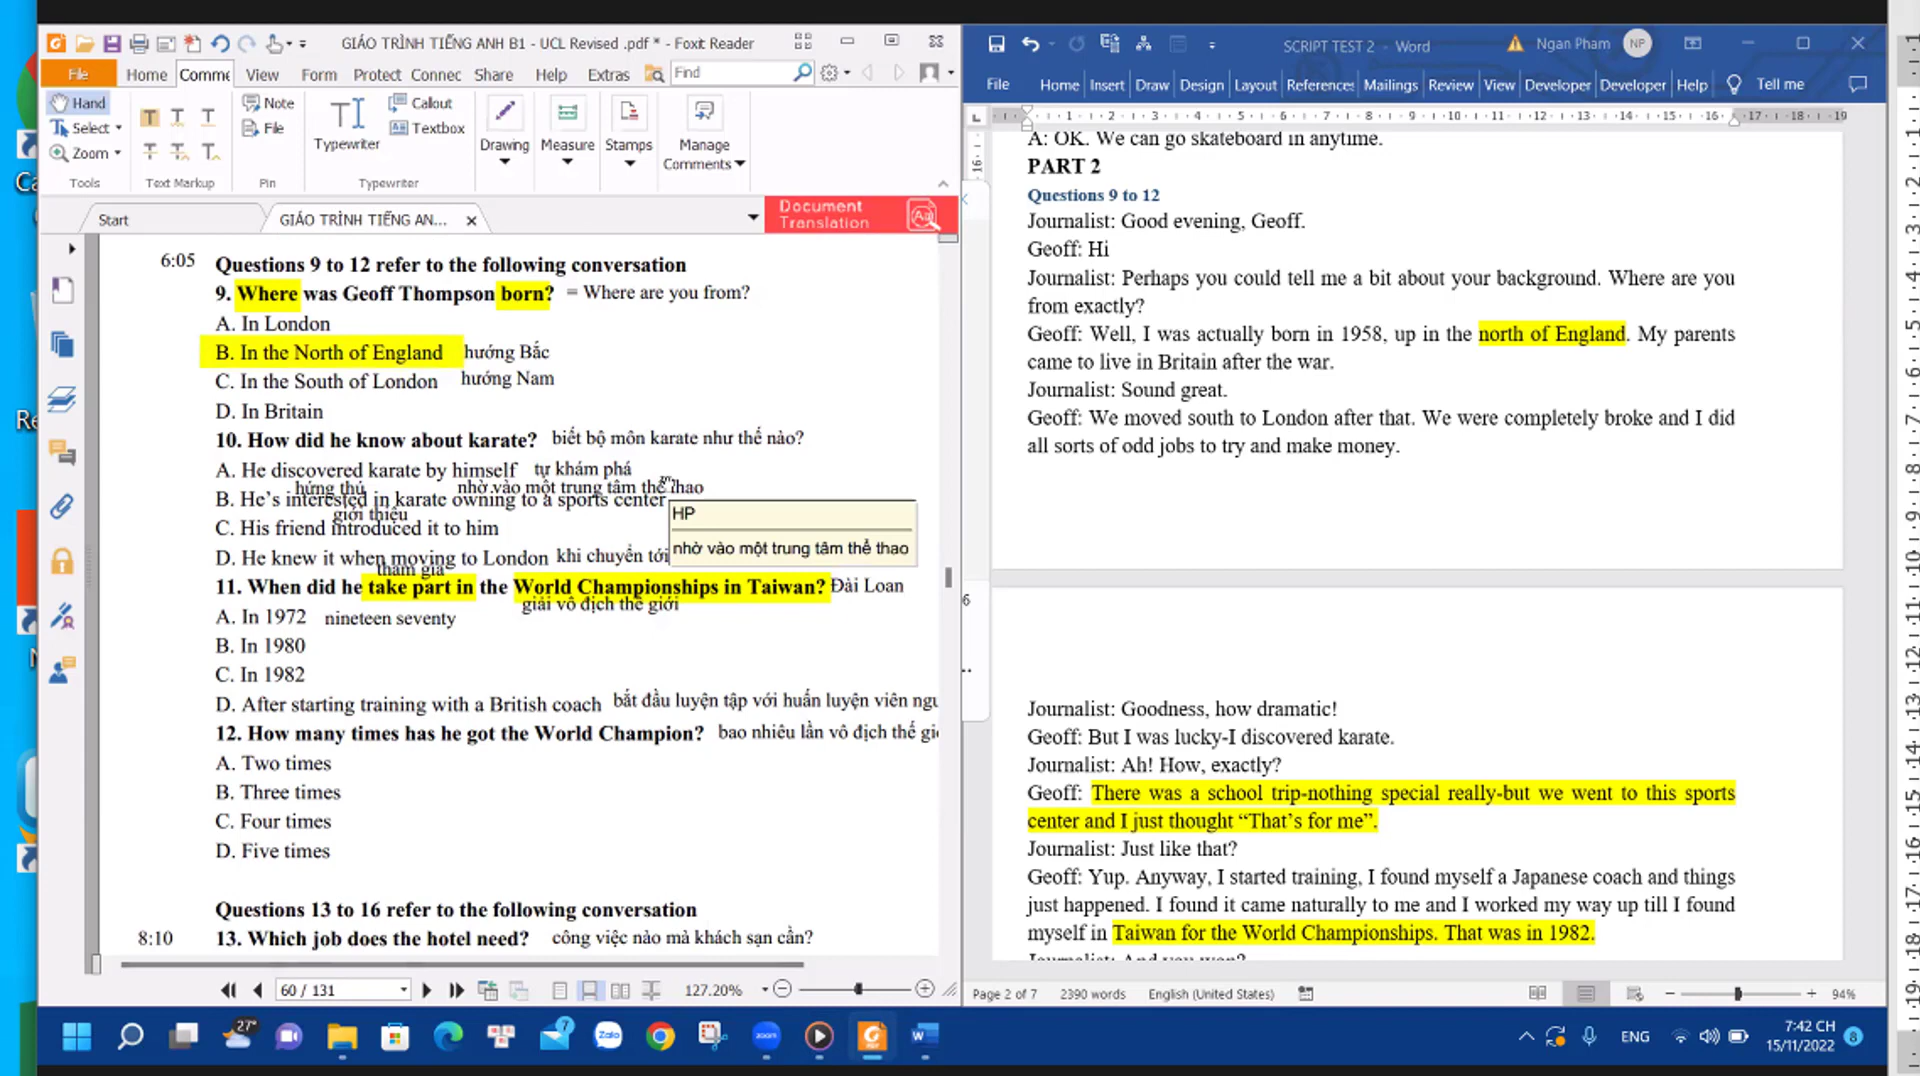 GIÁO TRÌNH TIẾNG ANH B1 - UCL Revised .pdf * - Foxit Reader
File Home Comme View Form Protect Connec Share Help Extras Find
Hand
Select
Zoom
Tools
Text Markup
Note
File
Pin
Typewriter
Callout
Textbox
Typewriter
Drawing
Measure
Stamps
Manage
Comments
Start
GIÁO TRÌNH TIẾNG AN...
Document
Translation
6:05
Questions 9 to 12 refer to the following conversation
9. Where was Geoff Thompson born? = Where are you from?
A. In London
B. In the North of England hướng Bắc
C. In the South of London hướng Nam
D. In Britain
10. How did he know about karate? biết bộ môn karate như thế nào?
A. He discovered karate by himself tự khám phá
hứng thú nhờ vào một trung tâm thể thao
B. He's interested in karate owning to a sports center
giới thiệu
C. His friend introduced it to him
D. He knew it when moving to London khi chuyển tới
HP
nhờ vào một trung tâm thể thao
tham gia
11. When did he take part in the World Championships in Taiwan? Đài Loan
giải vô địch thế giới
A. In 1972 nineteen seventy
B. In 1980
C. In 1982
D. After starting training with a British coach bắt đầu luyện tập với huấn luyện viên ngư
12. How many times has he got the World Champion? bao nhiêu lần vô địch thế giớ
A. Two times
B. Three times
C. Four times
D. Five times
Questions 13 to 16 refer to the following conversation
8:10
13. Which job does the hotel need? công việc nào mà khách sạn cần?
60 / 131
127.20%
SCRIPT TEST 2 - Word
Ngan Pham
NP
File Home Insert Draw Design Layout References Mailings Review View Developer Developer Help Tell me
A: OK. We can go skateboard in anytime.
PART 2
Questions 9 to 12
Journalist: Good evening, Geoff.
Geoff: Hi
Journalist: Perhaps you could tell me a bit about your background. Where are you
from exactly?
Geoff: Well, I was actually born in 1958, up in the north of England. My parents
came to live in Britain after the war.
Journalist: Sound great.
Geoff: We moved south to London after that. We were completely broke and I did
all sorts of odd jobs to try and make money.
Journalist: Goodness, how dramatic!
Geoff: But I was lucky-I discovered karate.
Journalist: Ah! How, exactly?
Geoff: There was a school trip-nothing special really-but we went to this sports
center and I just thought “That’s for me”.
Journalist: Just like that?
Geoff: Yup. Anyway, I started training, I found myself a Japanese coach and things
just happened. I found it came naturally to me and I worked my way up till I found
myself in Taiwan for the World Championships. That was in 1982.
Journalist: And you won?
Page 2 of 7 2390 words English (United States) 94%
27°
7
Zalo
zoom
ENG
7:42 CH
15/11/2022
8